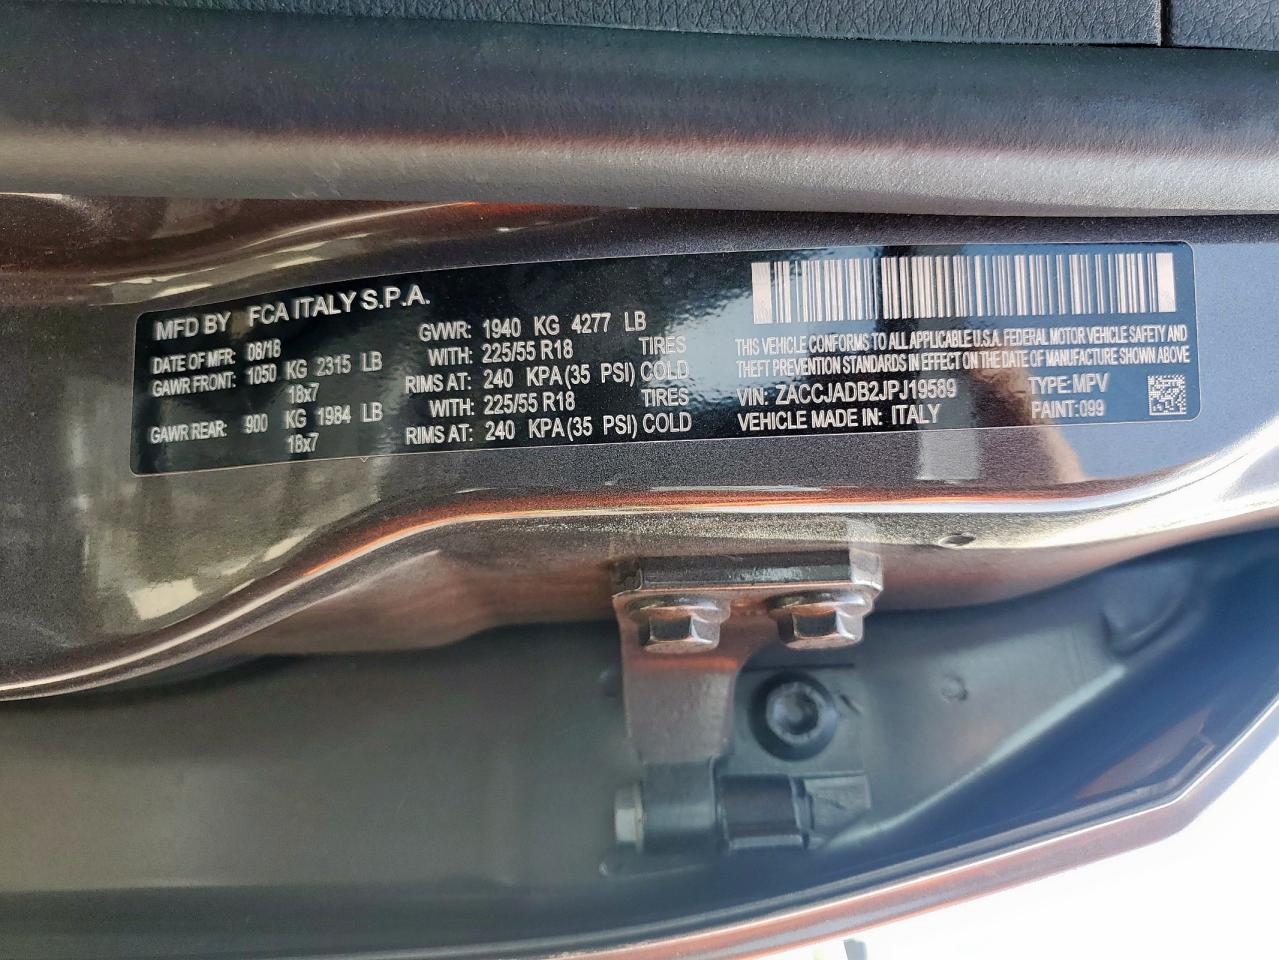 MFD BY FCA ITALY S.P.A.
DATE OF MFR: 08/18 GVWR: 1940 KG 4277 LB
GAWR FRONT: 1050 KG 2315 LB WITH: 225/55 R18 TIRES
18x7 RIMS AT: 240 KPA(35 PSI) COLD
GAWR REAR: 900 KG 1984 LB WITH: 225/55 R18 TIRES
18x7 RIMS AT: 240 KPA(35 PSI) COLD
THIS VEHICLE CONFORMS TO ALL APPLICABLE U.S.A. FEDERAL MOTOR VEHICLE SAFETY AND
THEFT PREVENTION STANDARDS IN EFFECT ON THE DATE OF MANUFACTURE SHOWN ABOVE
VIN: ZACCJADB2JPJ19589 TYPE: MPV
VEHICLE MADE IN: ITALY PAINT: 099